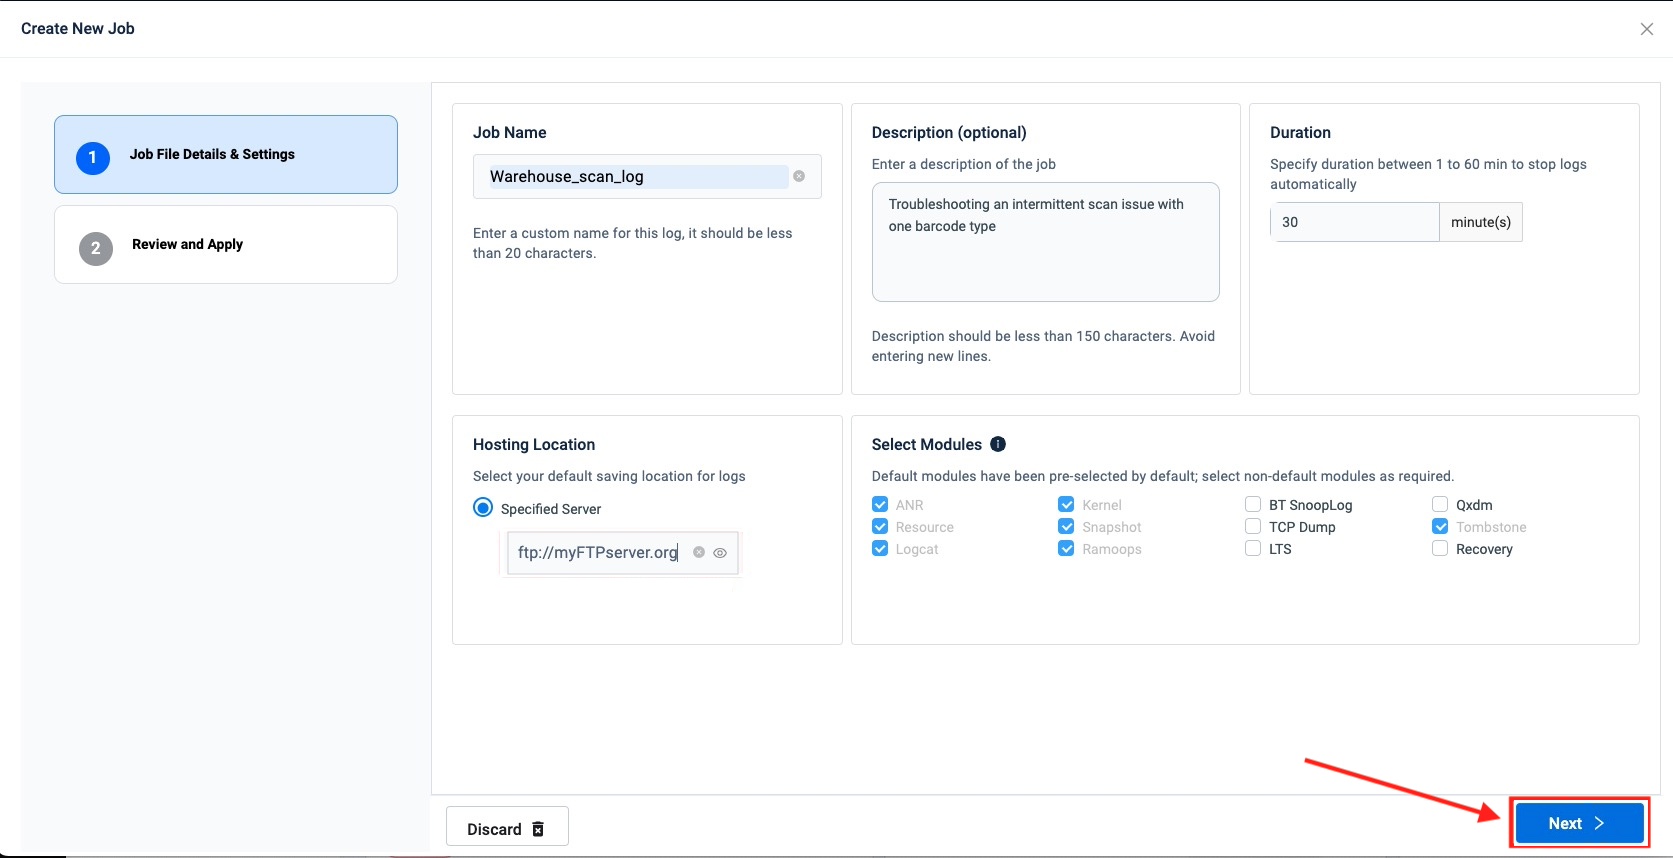 Create New Job
1
Job File Details & Settings
2
Review and Apply
Job Name
Warehouse_scan_log
Enter a custom name for this log, it should be less
than 20 characters.
Description (optional)
Enter a description of the job
Troubleshooting an intermittent scan issue with
one barcode type
Description should be less than 150 characters. Avoid
entering new lines.
Duration
Specify duration between 1 to 60 min to stop logs
automatically
30 minute(s)
Hosting Location
Select your default saving location for logs
Specified Server
ftp://myFTPserver.org
Select Modules
Default modules have been pre-selected by default; select non-default modules as required.
ANR Kernel BT SnoopLog Qxdm
Resource Snapshot TCP Dump Tombstone
Logcat Ramoops LTS Recovery
Discard
Next